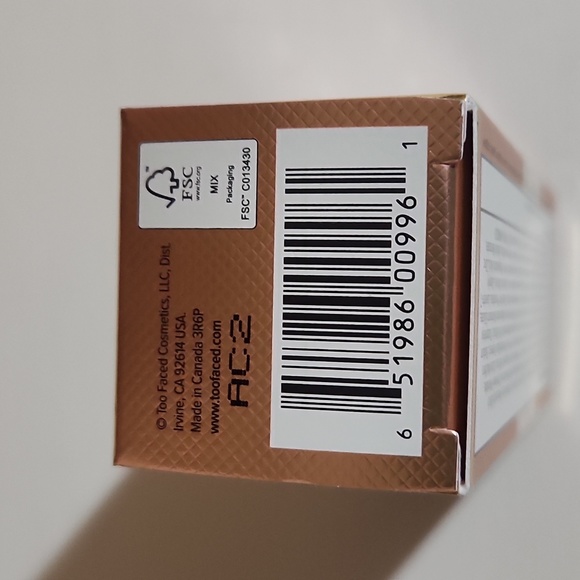 FSC
www.fsc.org
MIX
Packaging
FSC™ C013430
© Too Faced Cosmetics, LLC, Dist.
Irvine, CA 92614 USA.
Made in Canada 3R6P
www.toofaced.com
AC2
6 51986 00996 1